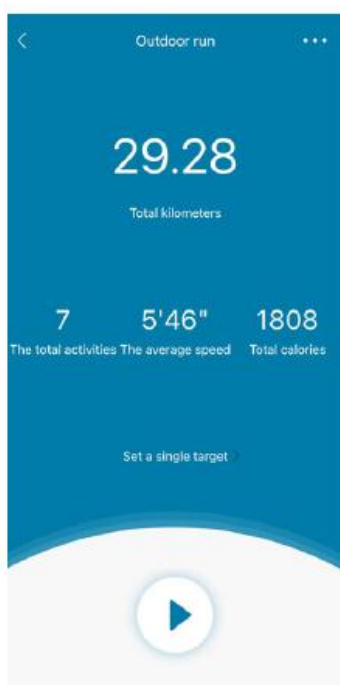 Outdoor run
29.28
Total kilometers
7 5'46" 1808
The total activities The average speed Total calories
Set a single target